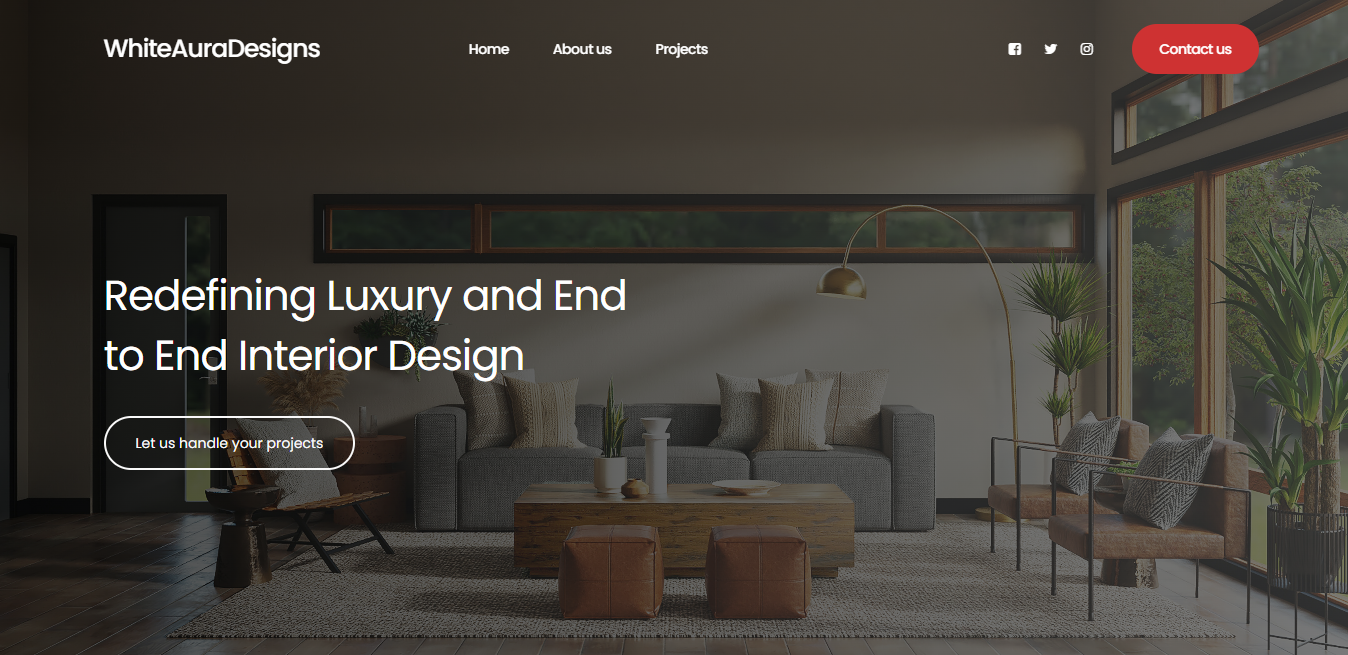 WhiteAuraDesigns
Home About us Projects
Contact us
Redefining Luxury and End
to End Interior Design
Let us handle your projects